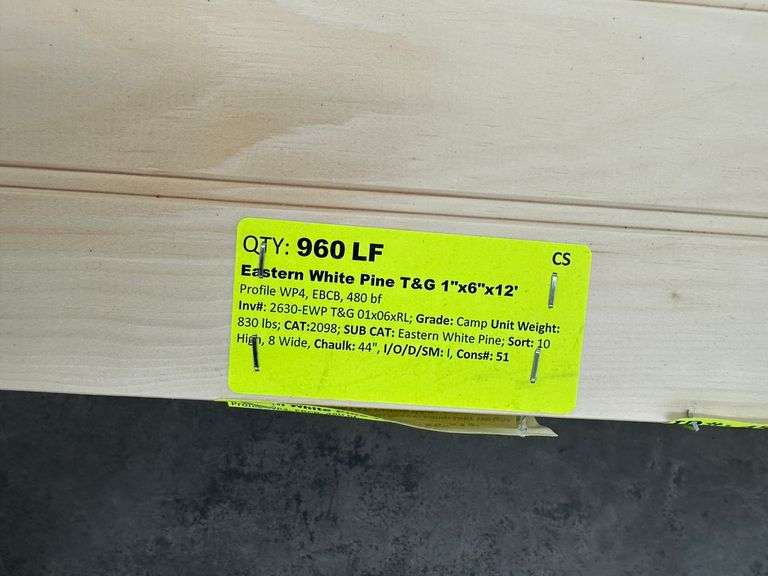 QTY: 960 LF
CS
Eastern White Pine T&G 1"x6"x12'
Profile WP4, EBCB, 480 bf
Inv#: 2630-EWP T&G 01x06xRL; Grade: Camp Unit Weight:
830 lbs; CAT:2098; SUB CAT: Eastern White Pine; Sort: 10
High, 8 Wide, Chaulk: 44", I/O/D/SM: I, Cons#: 51